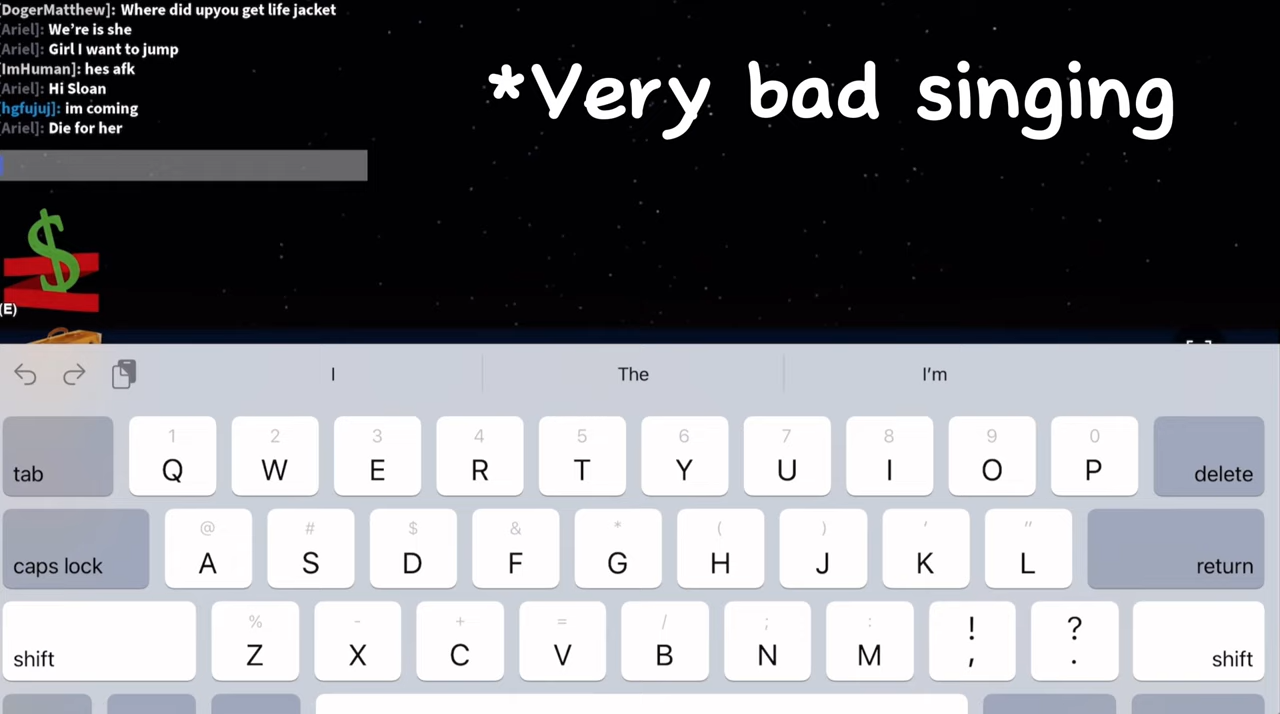 [DogerMatthew]: Where did upyou get life jacket
[Ariel]: We're is she
[Ariel]: Girl I want to jump
[ImHuman]: hes afk
[Ariel]: Hi Sloan
[hgfujuj]: im coming
[Ariel]: Die for her
*Very bad singing
$
(E)
I The I'm
1 2 3 4 5 6 7 8 9 0
tab Q W E R T Y U I O P delete
@ # $ & * ( ) ' "
caps lock A S D F G H J K L return
% - + = / ; : ! ?
shift Z X C V B N M , . shift